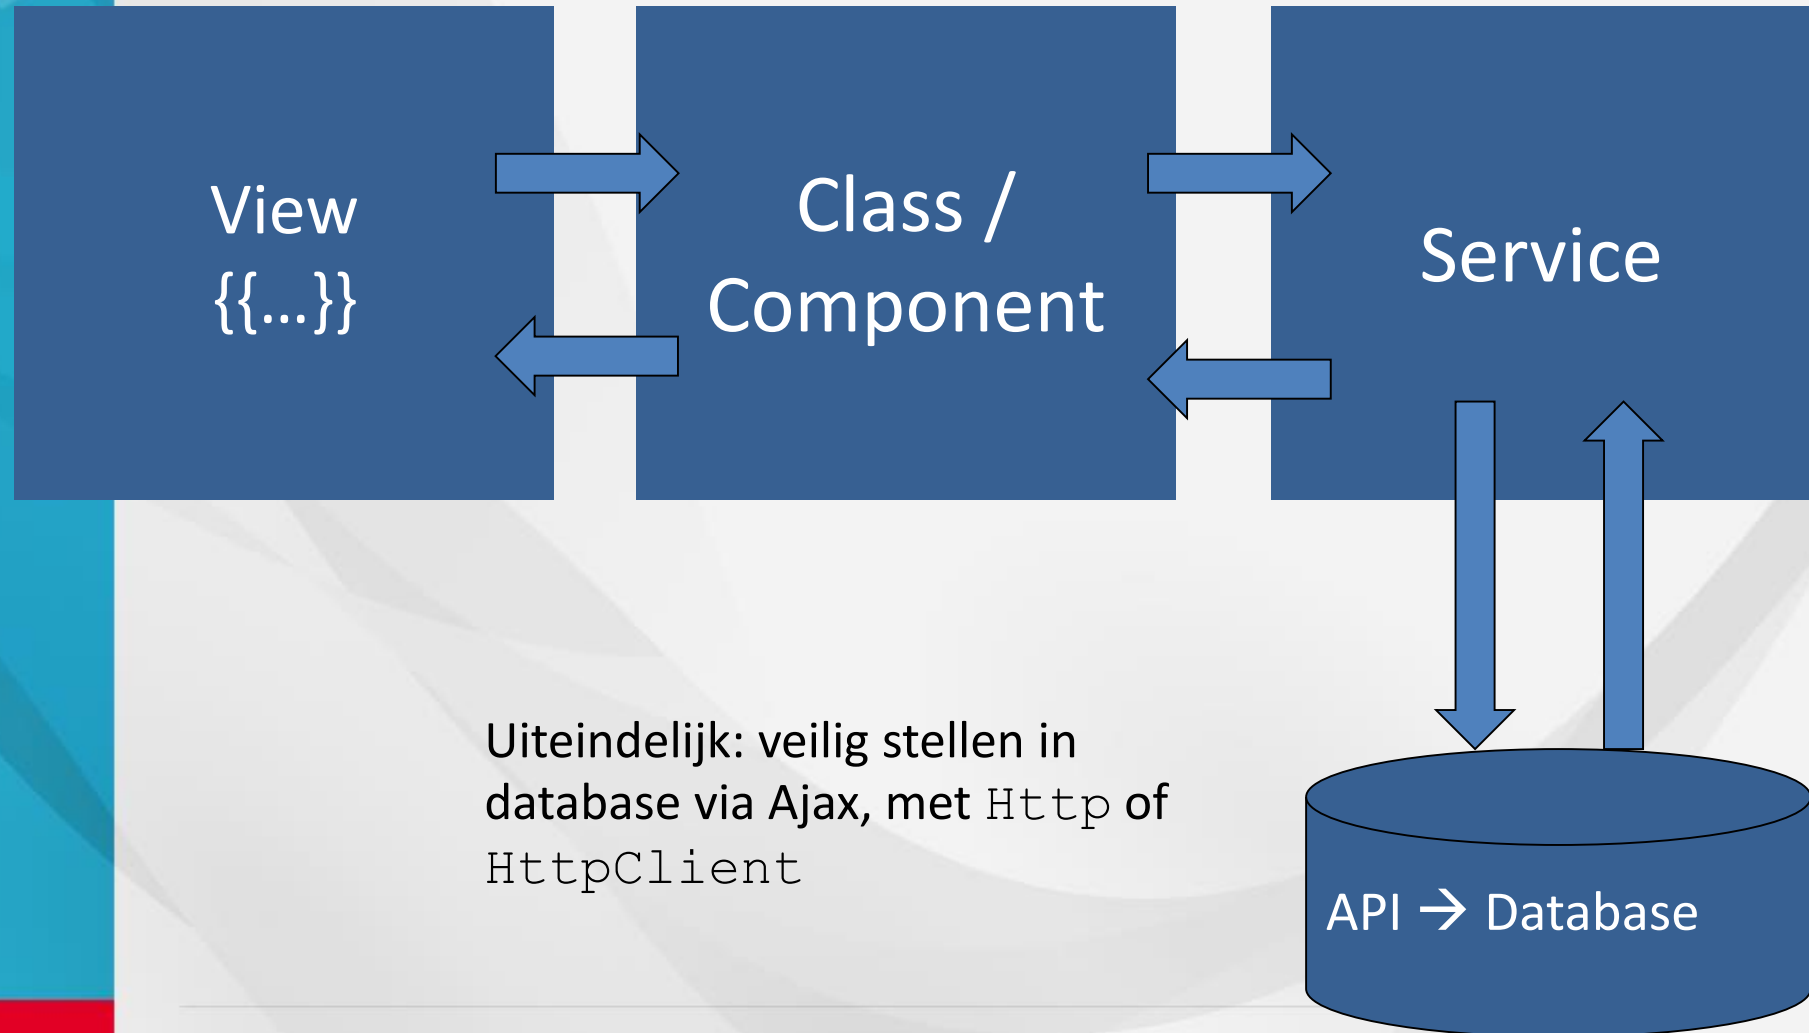 View
{{...}}
Class /
Component
Service
Uiteindelijk: veilig stellen in
database via Ajax, met Http of
HttpClient
API → Database